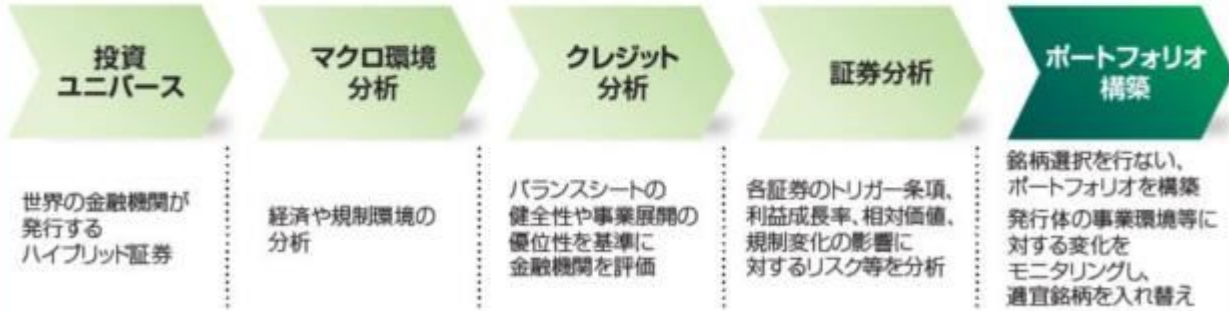 投資
ユニバース
世界の金融機関が
発行する
ハイブリッド証券
マクロ環境
分析
経済や規制環境の
分析
クレジット
分析
バランスシートの
健全性や事業展開の
優位性を基準に
金融機関を評価
証券分析
各証券のトリガー条項、
利益成長率、相対価値、
規制変化の影響に
対するリスク等を分析
ポートフォリオ
構築
銘柄選択を行ない、
ポートフォリオを構築
発行体の事業環境等に
対する変化を
モニタリングし、
適宜銘柄を入れ替え